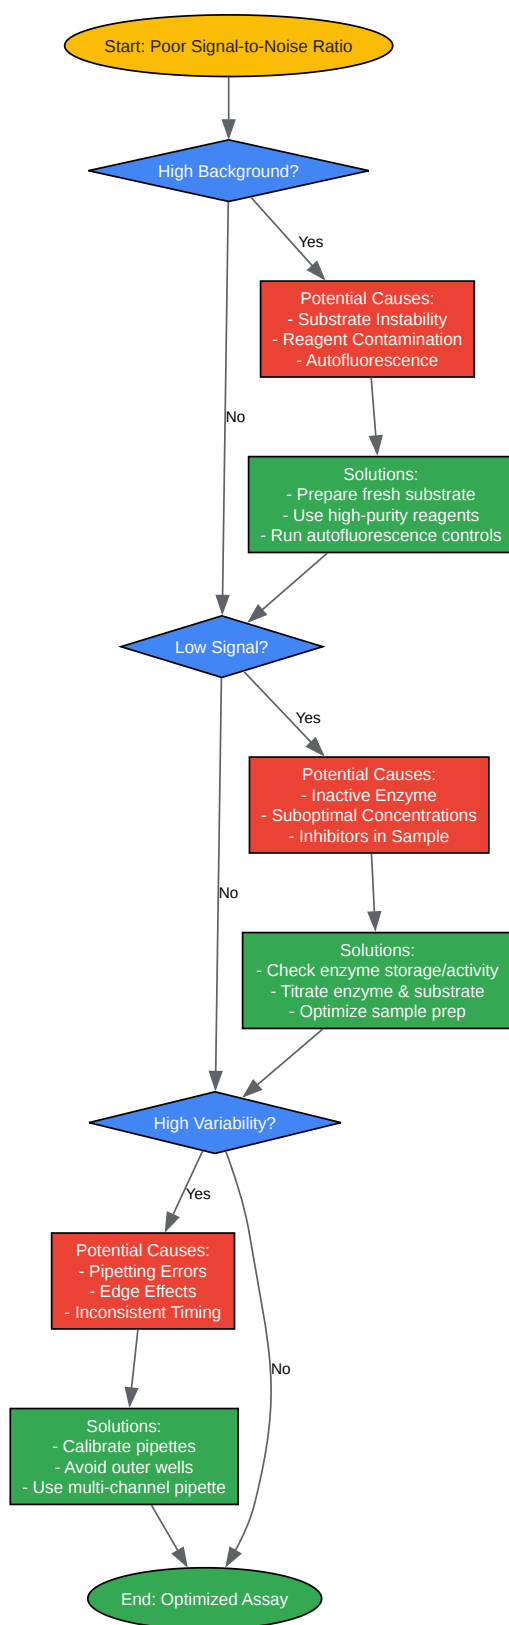 Start: Poor Signal-to-Noise Ratio
High Background?
Yes
Potential Causes:
- Substrate Instability
- Reagent Contamination
- Autofluorescence
No
Solutions:
- Prepare fresh substrate
- Use high-purity reagents
- Run autofluorescence controls
Low Signal?
Yes
Potential Causes:
- Inactive Enzyme
- Suboptimal Concentrations
- Inhibitors in Sample
No
Solutions:
- Check enzyme storage/activity
- Titrate enzyme & substrate
- Optimize sample prep
High Variability?
Yes
Potential Causes:
- Pipetting Errors
- Edge Effects
- Inconsistent Timing
No
Solutions:
- Calibrate pipettes
- Avoid outer wells
- Use multi-channel pipette
End: Optimized Assay